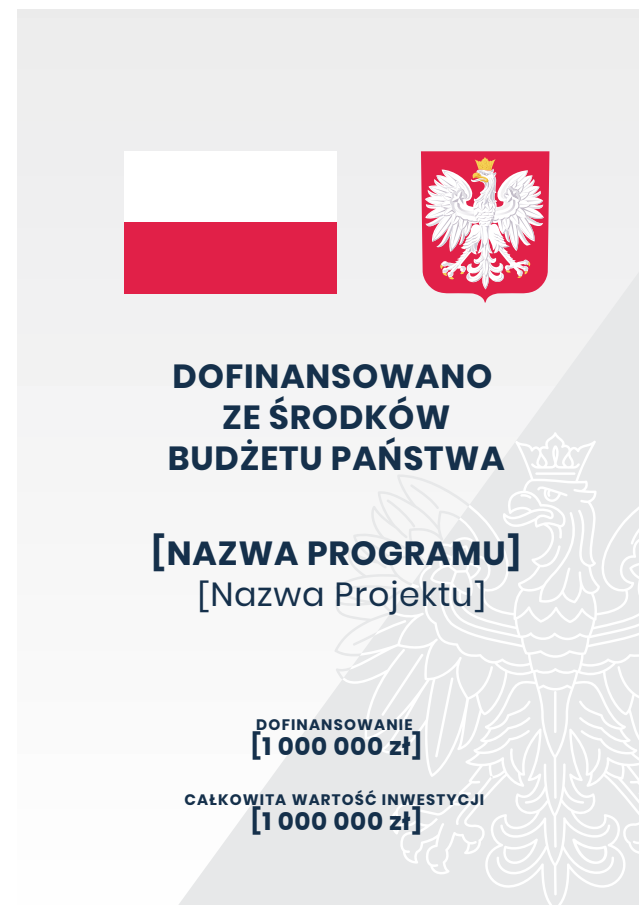 DOFINANSOWANO
ZE ŚRODKÓW
BUDŻETU PAŃSTWA
[NAZWA PROGRAMU]
[Nazwa Projektu]
DOFINANSOWANIE
[1 000 000 zł]
CAŁKOWITA WARTOŚĆ INWESTYCJI
[1 000 000 zł]